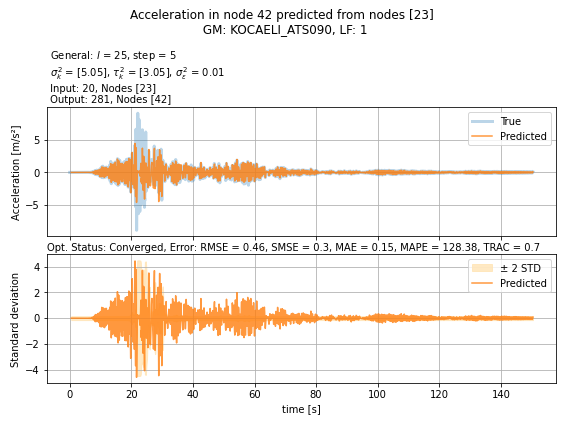 Acceleration in node 42 predicted from nodes [23]
GM: KOCAELI_ATS090, LF: 1
General: l = 25, step = 5
σ²ₖ = [5.05], τ²ₖ = [3.05], σ²ε = 0.01
Input: 20, Nodes [23]
Output: 281, Nodes [42]
Acceleration [m/s²]
5
0
−5
True
Predicted
Opt. Status: Converged, Error: RMSE = 0.46, SMSE = 0.3, MAE = 0.15, MAPE = 128.38, TRAC = 0.7
Standard deviation
4
2
0
−2
−4
± 2 STD
Predicted
0 20 40 60 80 100 120 140
time [s]